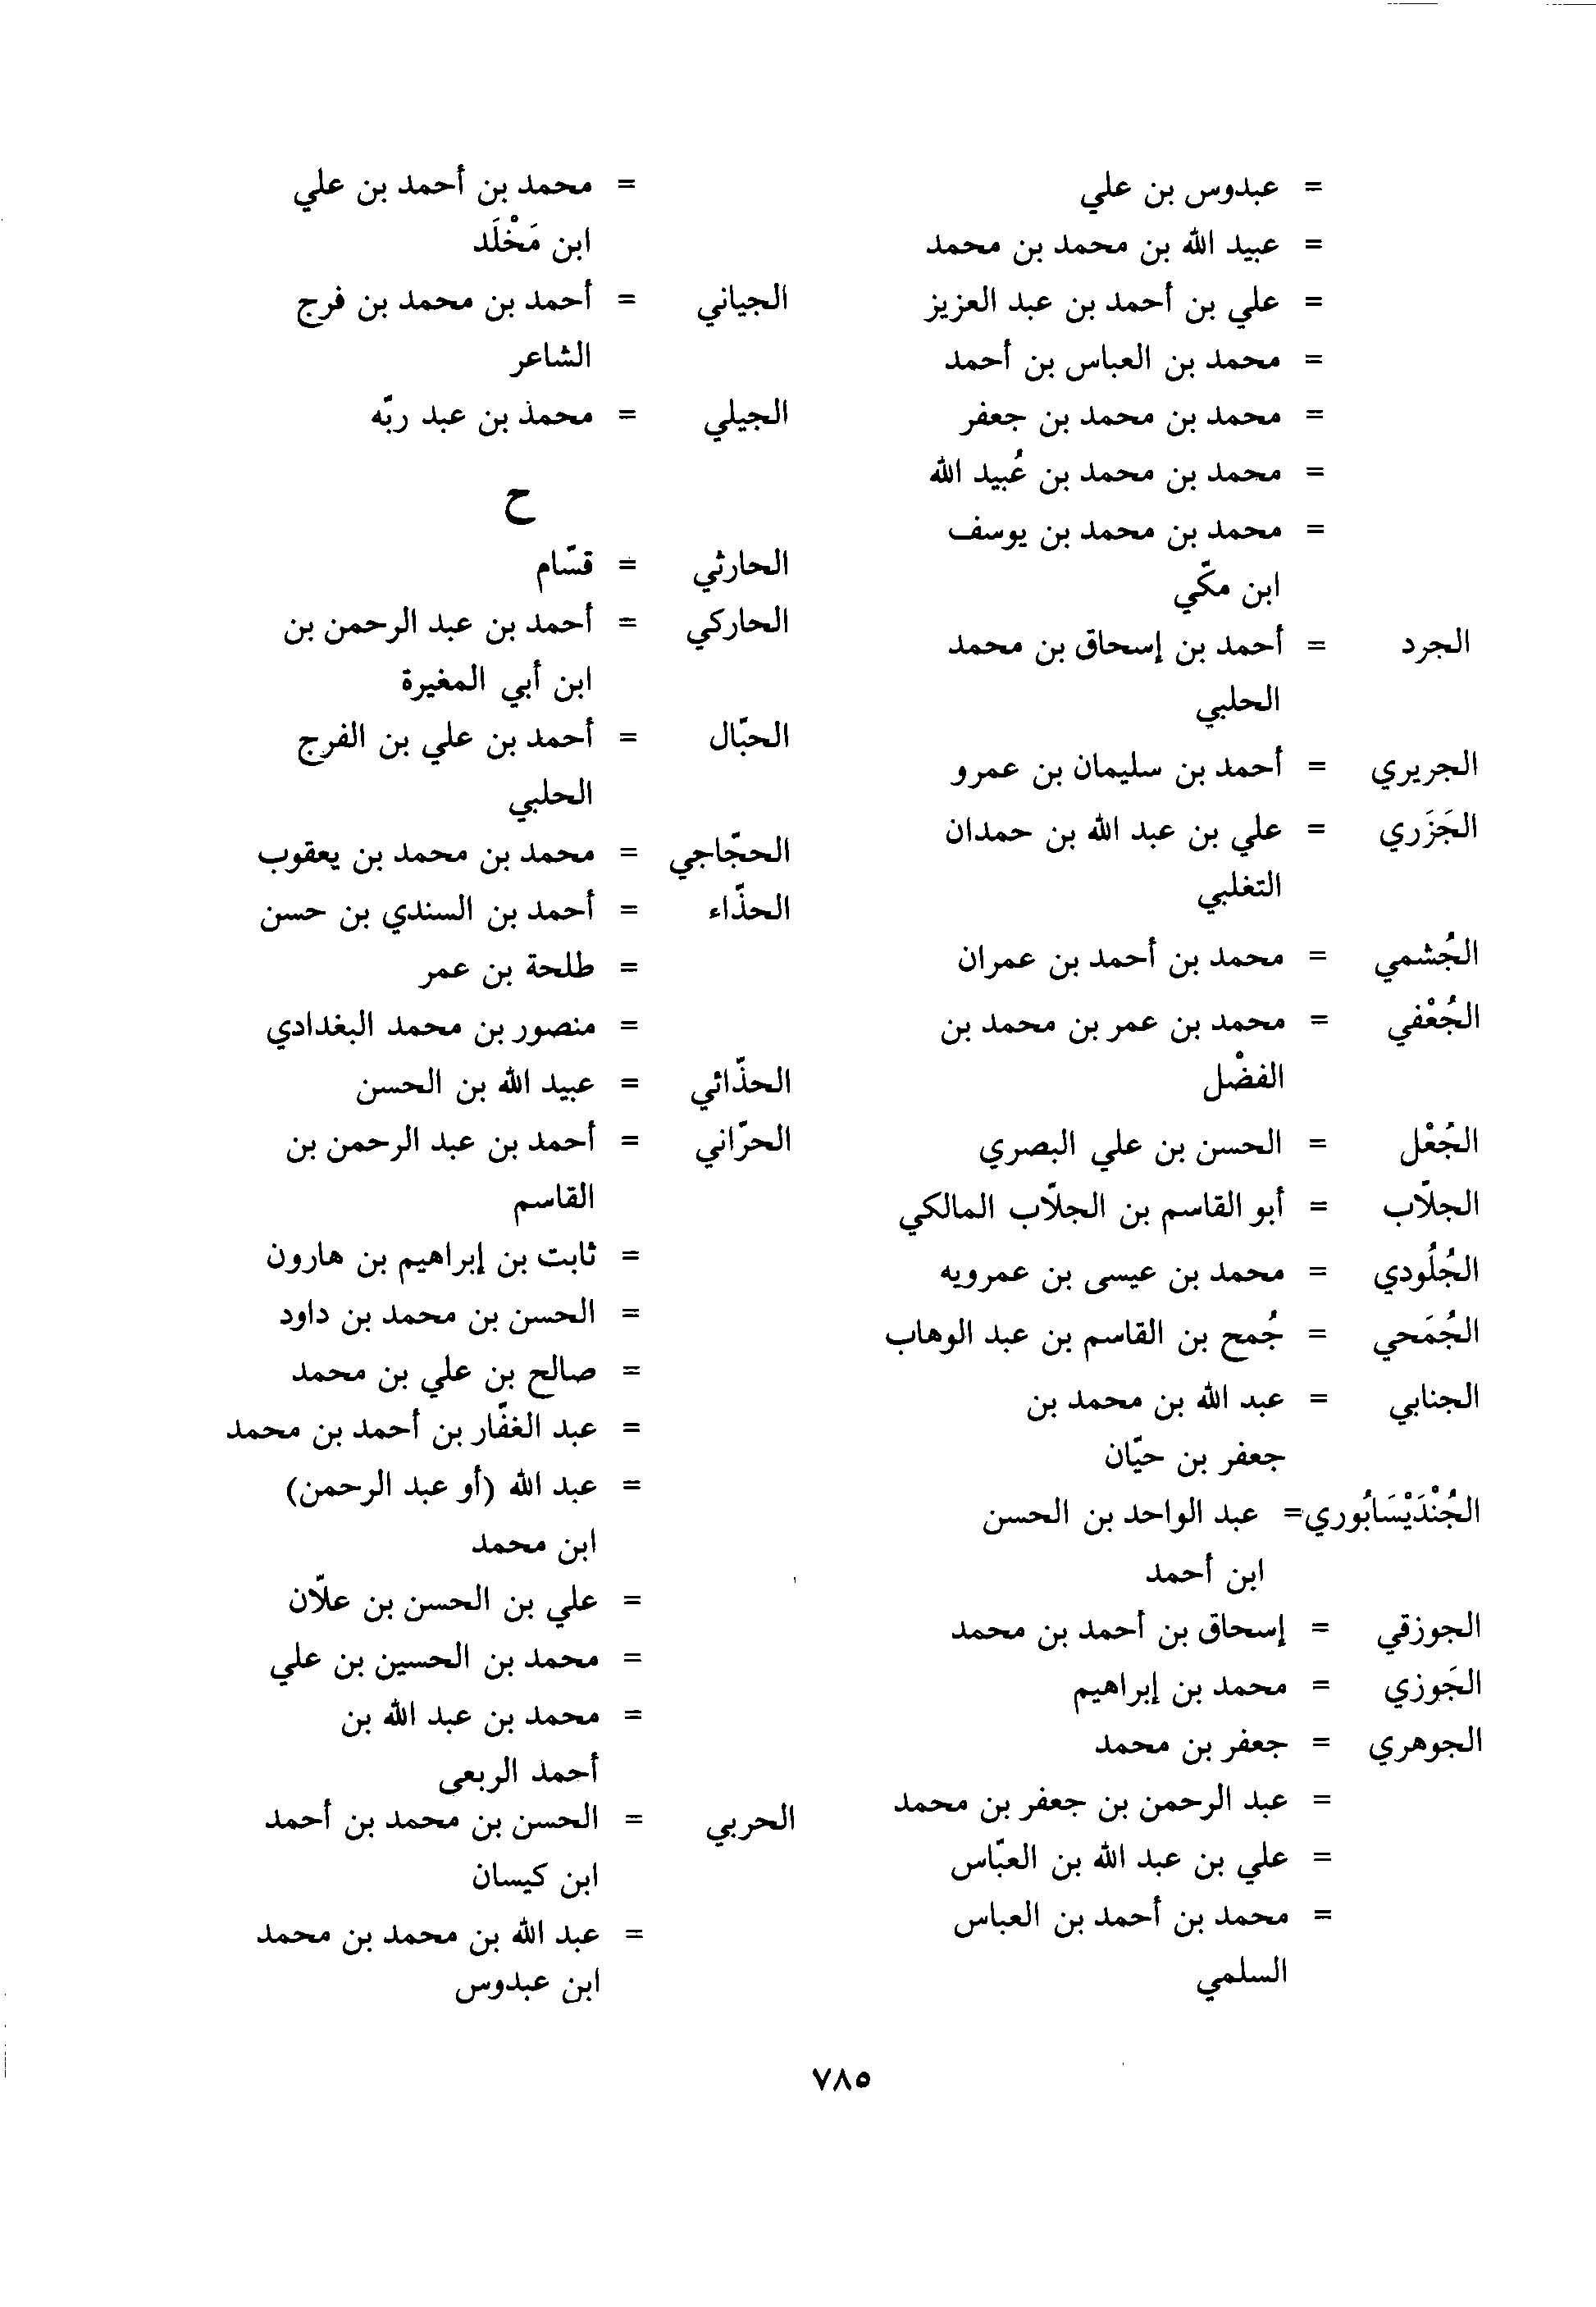 = عبدوس بن علي
= عبيد الله بن محمد بن محمد
= علي بن أحمد بن عبد العزيز
= محمد بن العباس بن أحمد
= محمد بن محمد بن جعفر
= محمد بن محمد بن عُبيد الله
= محمد بن محمد بن يوسف
ابن مكّي
الجرد = أحمد بن إسحاق بن محمد
الحلبي
الجريري = أحمد بن سليمان بن عمرو
الجَزَري = علي بن عبد الله بن حمدان
التغلبي
الجُشمي = محمد بن أحمد بن عمران
الجُعْفي = محمد بن عمر بن محمد بن
الفضْل
الجُعْل = الحسن بن علي البصري
الجلاّب = أبو القاسم بن الجلاّب المالكي
الجُلُودي = محمد بن عيسى بن عمرويه
الجُمَحي = جُمح بن القاسم بن عبد الوهاب
الجنابي = عبد الله بن محمد بن
جعفر بن حيّان
الجُنْدَيْسَابُوري= عبد الواحد بن الحسن
ابن أحمد
الجوزقي = إسحاق بن أحمد بن محمد
الجَوزي = محمد بن إبراهيم
الجوهري = جعفر بن محمد
= عبد الرحمن بن جعفر بن محمد
= علي بن عبد الله بن العبّاس
= محمد بن أحمد بن العباس
السلمي
= محمد بن أحمد بن علي
ابن مَخْلَد
الجياني = أحمد بن محمد بن فرج
الشاعر
الجيلي = محمد بن عبد ربّه
ح
الحارثي = قسّام
الحاركي = أحمد بن عبد الرحمن بن
ابن أبي المغيرة
الحبّال = أحمد بن علي بن الفرج
الحلبي
الحجّاجي = محمد بن محمد بن يعقوب
الحذّاء = أحمد بن السندي بن حسن
= طلحة بن عمر
= منصور بن محمد البغدادي
الحذّائي = عبيد الله بن الحسن
الحرّاني = أحمد بن عبد الرحمن بن
القاسم
= ثابت بن إبراهيم بن هارون
= الحسن بن محمد بن داود
= صالح بن علي بن محمد
= عبد الغفّار بن أحمد بن محمد
= عبد الله (أو عبد الرحمن)
ابن محمد
= علي بن الحسن بن علاّن
= محمد بن الحسين بن علي
= محمد بن عبد الله بن
أحمد الربعى
الحربي = الحسن بن محمد بن أحمد
ابن كيسان
= عبد الله بن محمد بن محمد
ابن عبدوس
٧٨٥